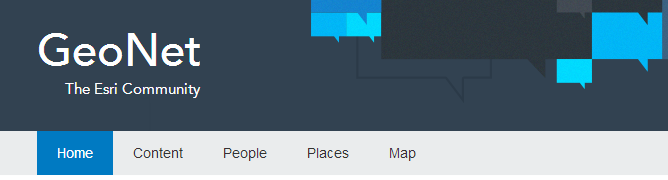 GeoNet
The Esri Community
Home Content People Places Map